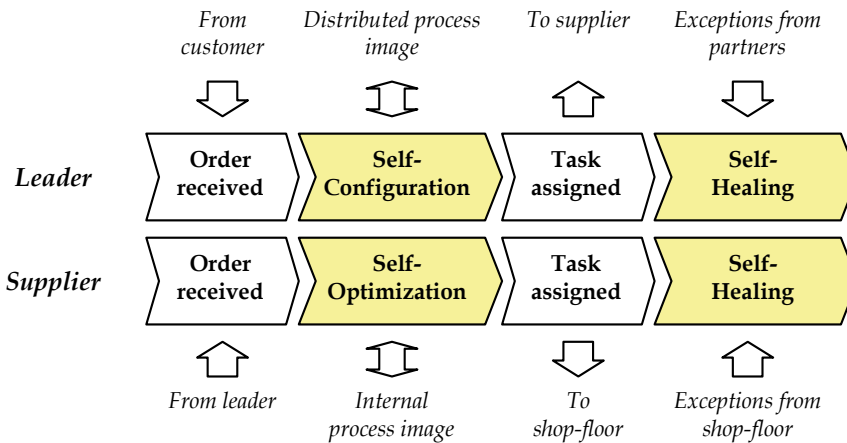 From
customer
Distributed process
image
To supplier
Exceptions from
partners
Leader
Order
received
Self-
Configuration
Task
assigned
Self-
Healing
Supplier
Order
received
Self-
Optimization
Task
assigned
Self-
Healing
From leader
Internal
process image
To
shop-floor
Exceptions from
shop-floor